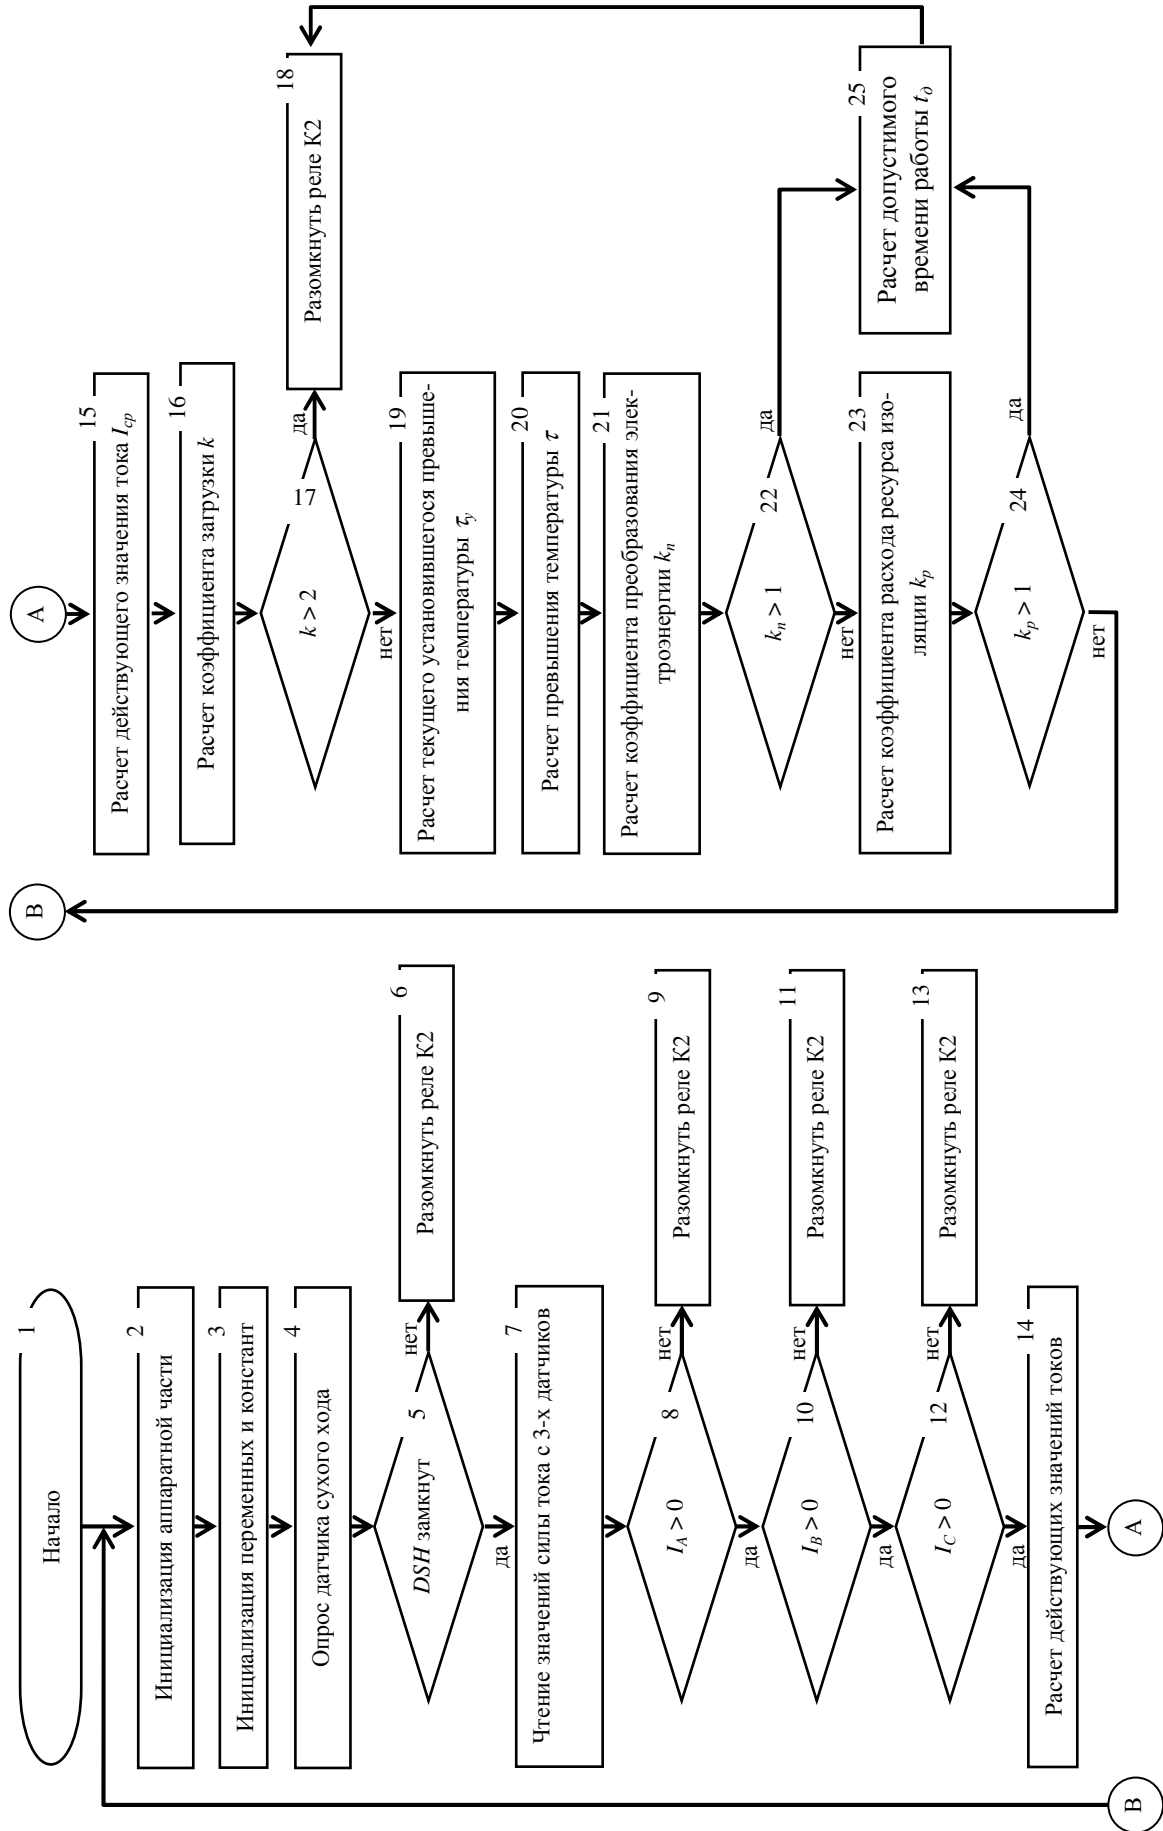 1
Начало
2
Инициализация аппаратной части
3
Инициализация переменных и констант
4
Опрос датчика сухого хода
5
DSH замкнут
нет
6
Разомкнуть реле К2
да
7
Чтение значений силы тока с 3-х датчиков
8
I_A > 0
нет
9
Разомкнуть реле К2
да
10
I_B > 0
нет
11
Разомкнуть реле К2
да
12
I_C > 0
нет
13
Разомкнуть реле К2
да
14
Расчет действующих значений токов
А
В
В
А
15
Расчет действующего значения тока I_ср
16
Расчет коэффициента загрузки k
17
k > 2
да
18
Разомкнуть реле К2
нет
19
Расчет текущего установившегося превыше-
ния температуры τ_у
20
Расчет превышения температуры τ
21
Расчет коэффициента преобразования элек-
троэнергии k_п
22
k_п > 1
да
нет
23
Расчет коэффициента расхода ресурса изо-
ляции k_р
24
k_р > 1
да
нет
25
Расчет допустимого
времени работы t_д